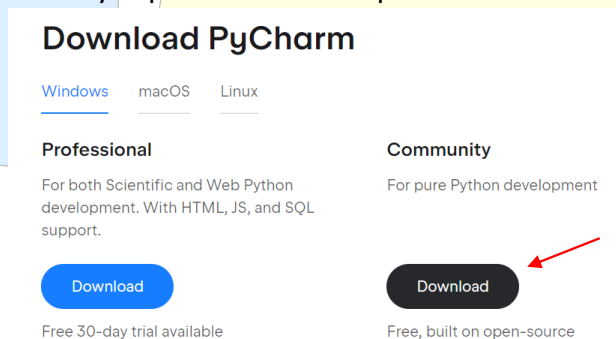 Download PyCharm
Windows macOS Linux
Professional
For both Scientific and Web Python
development. With HTML, JS, and SQL
support.
Download
Free 30-day trial available
Community
For pure Python development
Download
Free, built on open-source